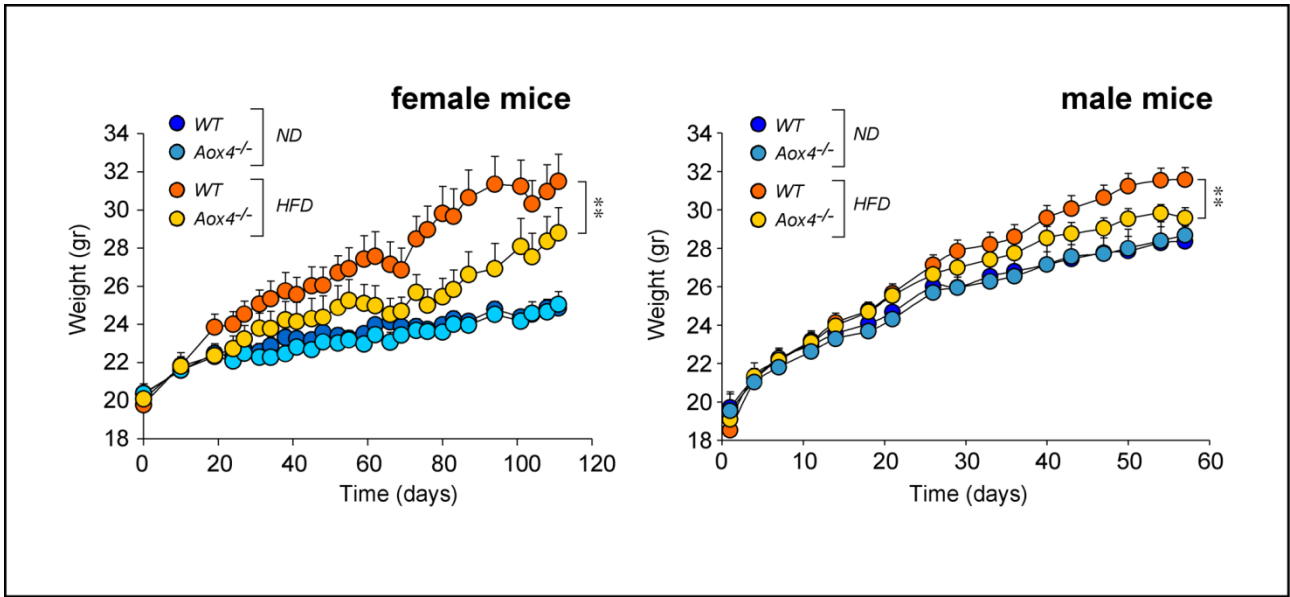 female mice
WT
Aox4-/-
ND
WT
Aox4-/-
HFD
34
32
30
28
26
24
22
20
18
Weight (gr)
**
0
20
40
60
80
100
120
Time (days)
male mice
WT
Aox4-/-
ND
WT
Aox4-/-
HFD
34
32
30
28
26
24
22
20
18
Weight (gr)
**
0
10
20
30
40
50
60
Time (days)